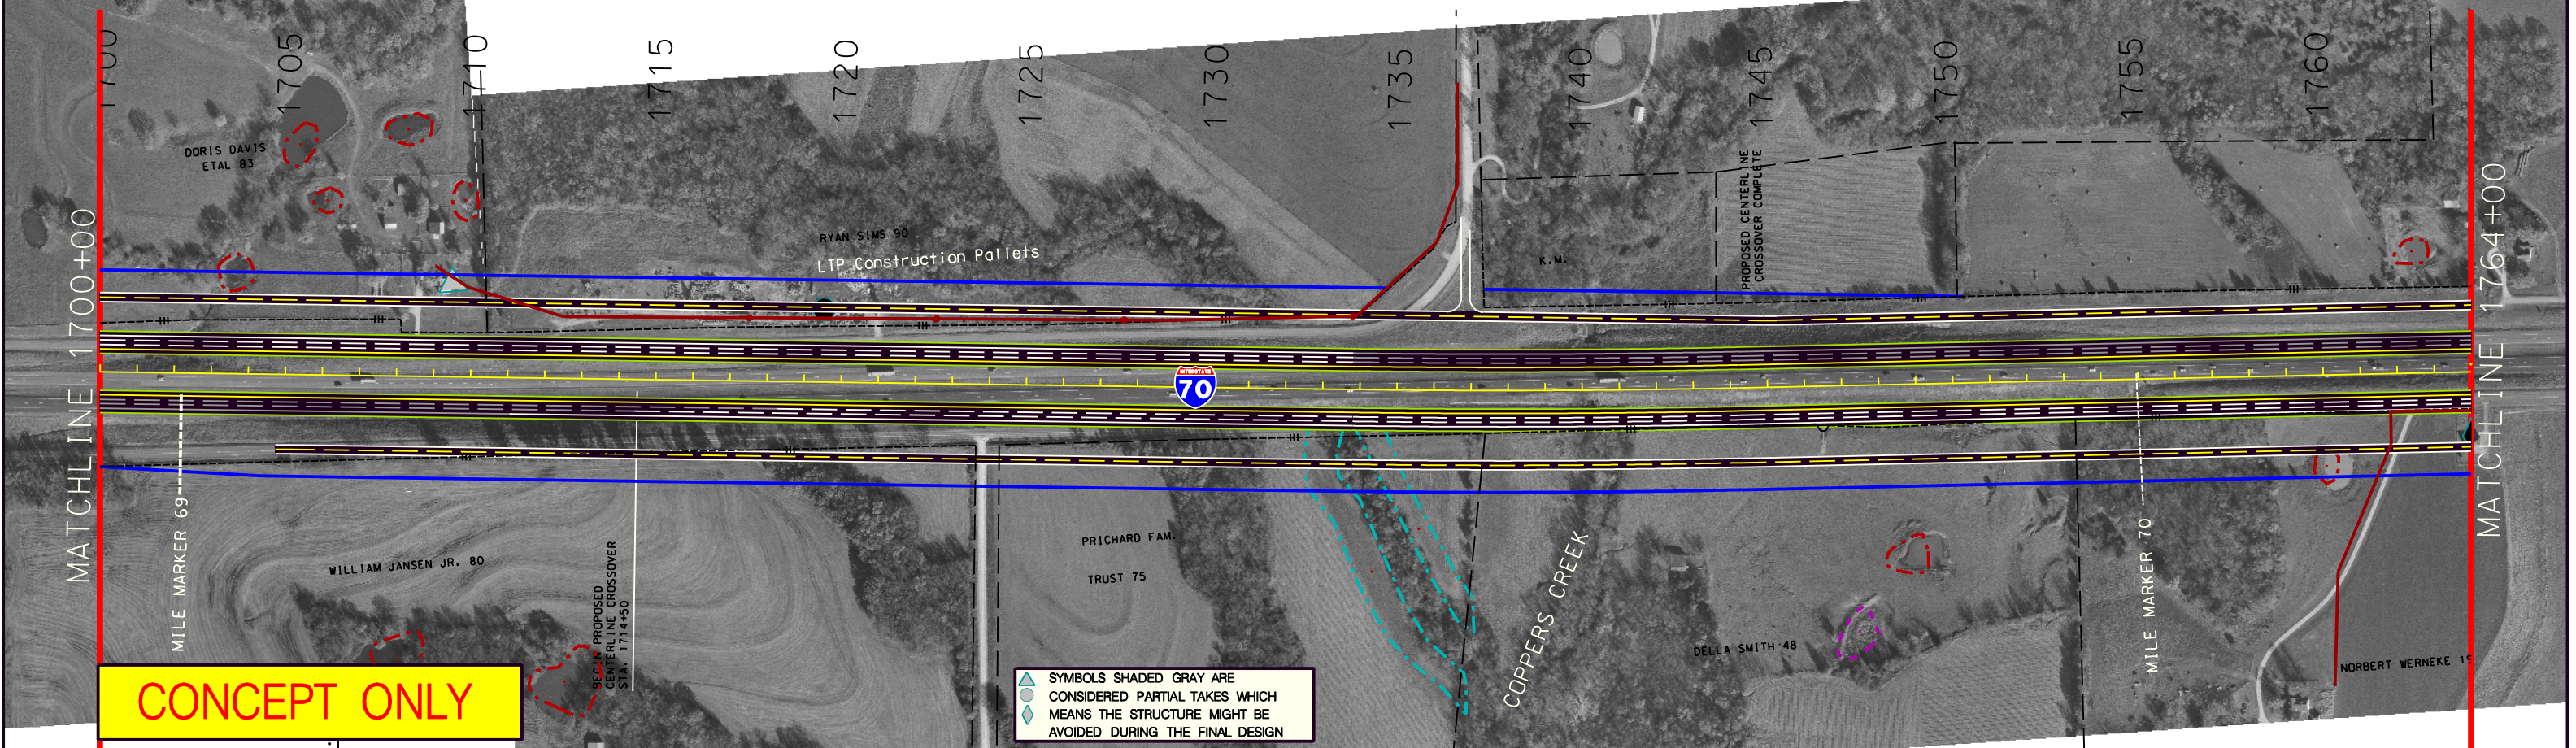 1700
1705
1710
1715
1720
1725
1730
1735
1740
1745
1750
1755
1760
DORIS DAVIS
ETAL 83
RYAN SIMS 90
LTP Construction Pallets
K.M.
PROPOSED CENTERLINE
CROSSOVER COMPLETE
MATCHLINE 1700+00
MATCHLINE 1764+00
INTERSTATE
70
MILE MARKER 69
WILLIAM JANSEN JR. 80
BEGIN PROPOSED
CENTERLINE CROSSOVER
STA. 1714+50
PRICHARD FAM.
TRUST 75
COPPERS CREEK
DELLA SMITH 48
MILE MARKER 70
NORBERT WERNEKE
CONCEPT ONLY
SYMBOLS SHADED GRAY ARE
CONSIDERED PARTIAL TAKES WHICH
MEANS THE STRUCTURE MIGHT BE
AVOIDED DURING THE FINAL DESIGN